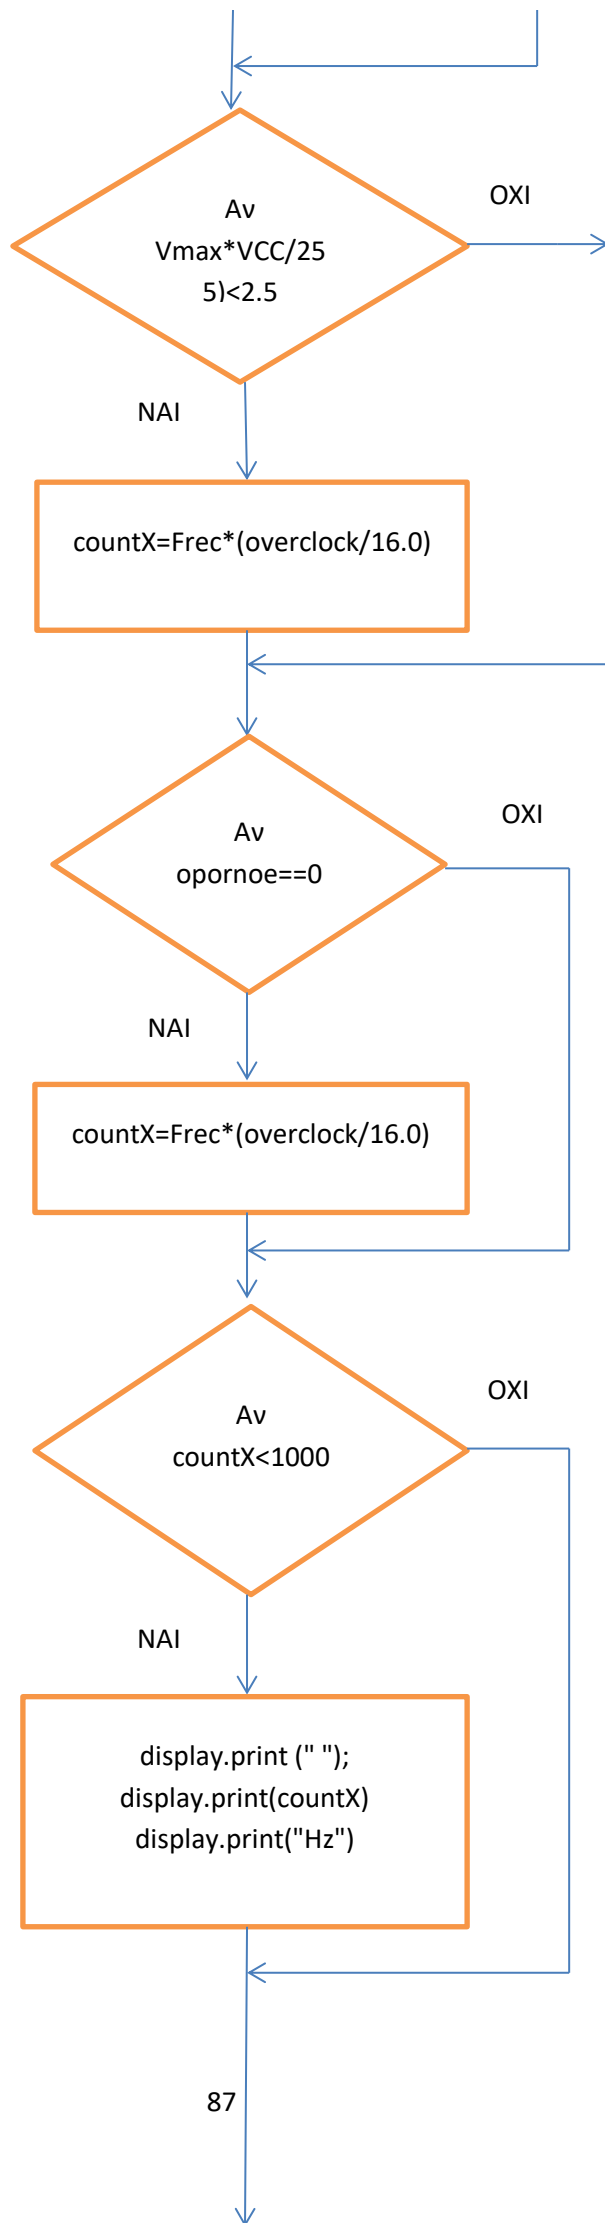 ΟΧΙ
Αν
Vmax*VCC/25
5)<2.5
ΝΑΙ
countX=Frec*(overclock/16.0)
ΟΧΙ
Αν
opornoe==0
ΝΑΙ
countX=Frec*(overclock/16.0)
ΟΧΙ
Αν
countX<1000
ΝΑΙ
display.print (" ");
display.print(countX)
display.print("Hz")
87